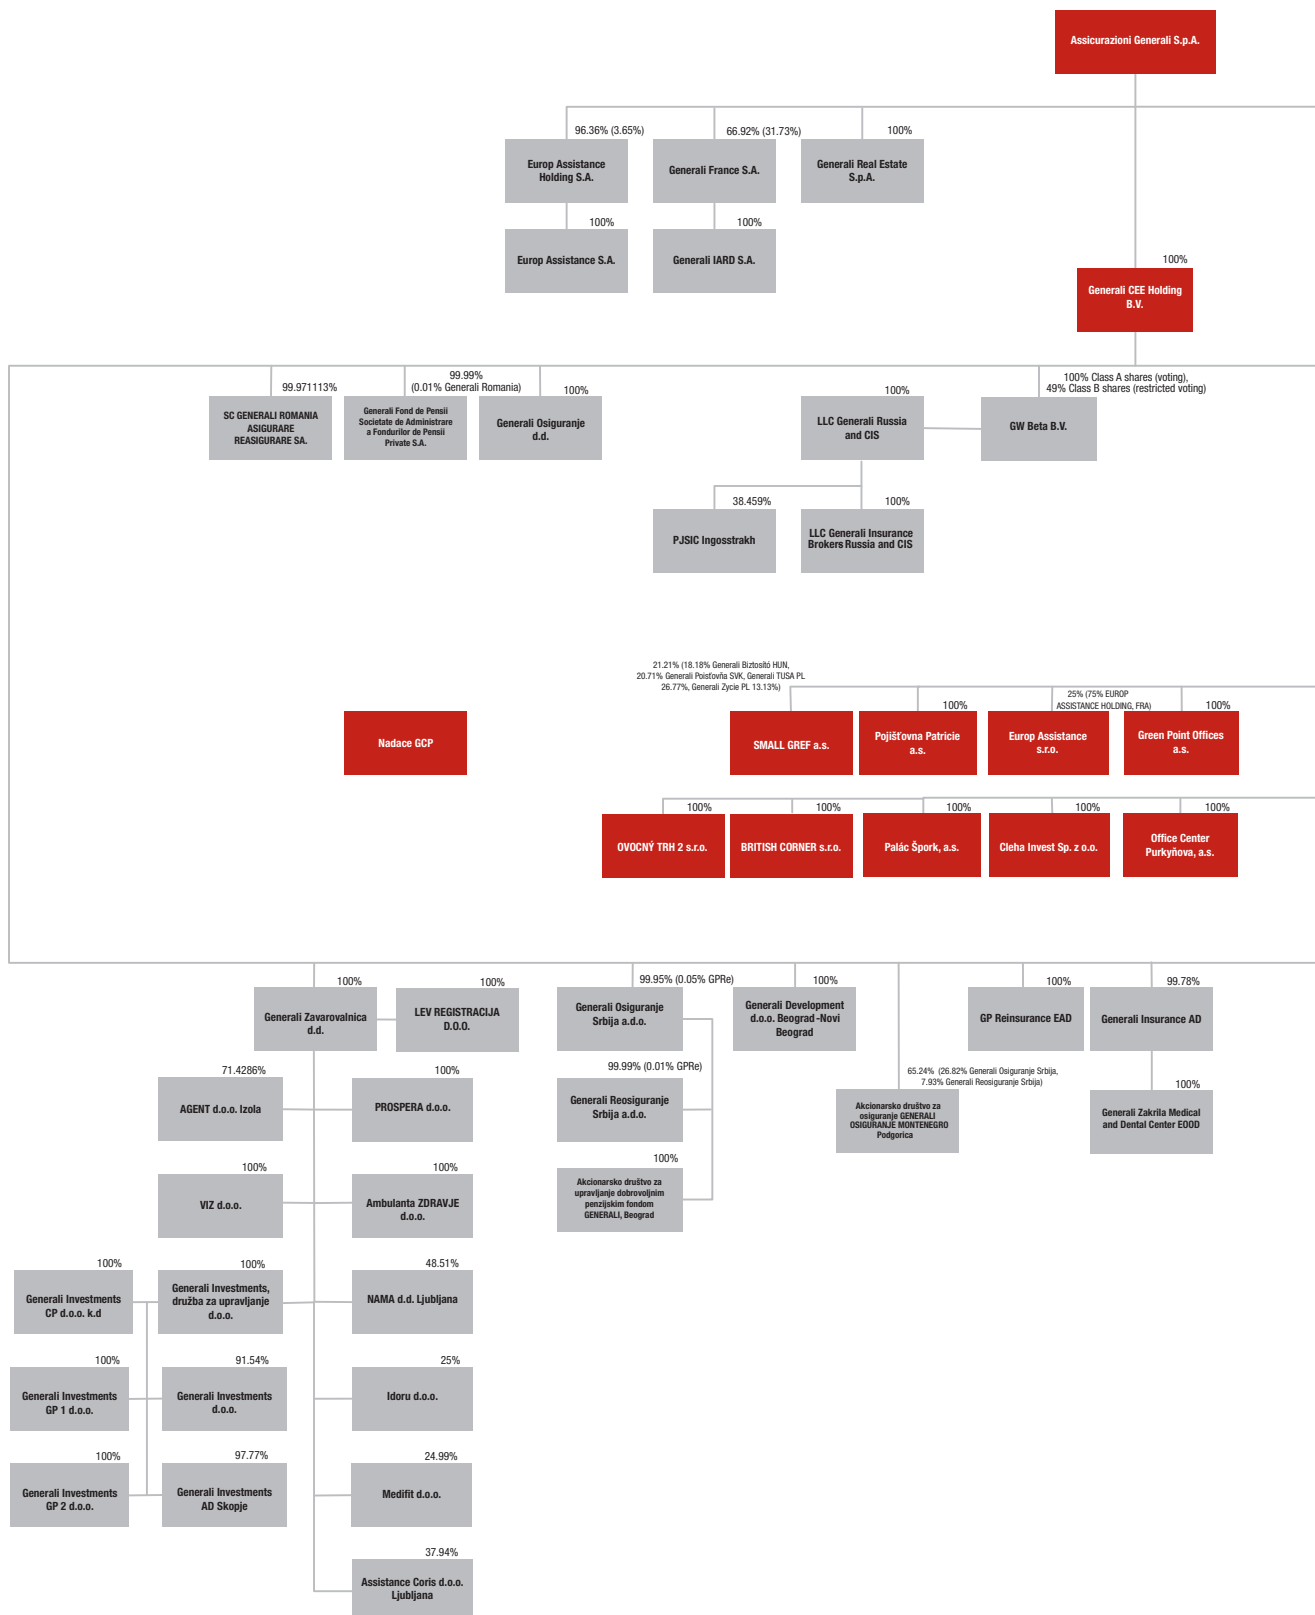 Assicurazioni Generali S.p.A.
96.36% (3.65%)
66.92% (31.73%)
100%
Europ Assistance
Holding S.A.
Generali France S.A.
Generali Real Estate
S.p.A.
100%
100%
Europ Assistance S.A.
Generali IARD S.A.
100%
Generali CEE Holding
B.V.
99.971113%
99.99%
(0.01% Generali Romania)
100%
100%
100% Class A shares (voting),
49% Class B shares (restricted voting)
SC GENERALI ROMANIA
ASIGURARE
REASIGURARE SA.
Generali Fond de Pensii
Societate de Administrare
a Fondurilor de Pensii
Private S.A.
Generali Osiguranje
d.d.
LLC Generali Russia
and CIS
GW Beta B.V.
38.459%
100%
PJSIC Ingosstrakh
LLC Generali Insurance
Brokers Russia and CIS
21.21% (18.18% Generali Biztosító HUN,
20.71% Generali Poisťovňa SVK, Generali TUSA PL
26.77%, Generali Zycie PL 13.13%)
100%
25% (75% EUROP
ASSISTANCE HOLDING, FRA)
100%
Nadace GCP
SMALL GREF a.s.
Pojišťovna Patricie
a.s.
Europ Assistance
s.r.o.
Green Point Offices
a.s.
100%
100%
100%
100%
100%
OVOCNÝ TRH 2 s.r.o.
BRITISH CORNER s.r.o.
Palác Špork, a.s.
Cleha Invest Sp. z o.o.
Office Center
Purkyňova, a.s.
100%
100%
99.95% (0.05% GPRe)
100%
100%
99.78%
Generali Zavarovalnica
d.d.
LEV REGISTRACIJA
D.O.O.
Generali Osiguranje
Srbija a.d.o.
Generali Development
d.o.o. Beograd-Novi
Beograd
GP Reinsurance EAD
Generali Insurance AD
71.4286%
100%
99.99% (0.01% GPRe)
65.24% (26.82% Generali Osiguranje Srbija,
7.93% Generali Reosiguranje Srbija)
100%
AGENT d.o.o. Izola
PROSPERA d.o.o.
Generali Reosiguranje
Srbija a.d.o.
Akcionarsko društvo za
osiguranje GENERALI
OSIGURANJE MONTENEGRO
Podgorica
Generali Zakrila Medical
and Dental Center EOOD
100%
100%
100%
VIZ d.o.o.
Ambulanta ZDRAVJE
d.o.o.
Akcionarsko društvo za
upravljanje dobrovoljnim
penzijskim fondom
GENERALI, Beograd
100%
100%
48.51%
Generali Investments
CP d.o.o. k.d
Generali Investments,
družba za upravljanje
d.o.o.
NAMA d.d. Ljubljana
100%
91.54%
25%
Generali Investments
GP 1 d.o.o.
Generali Investments
d.o.o.
Idoru d.o.o.
100%
97.77%
24.99%
Generali Investments
GP 2 d.o.o.
Generali Investments
AD Skopje
Medifit d.o.o.
37.94%
Assistance Coris d.o.o.
Ljubljana